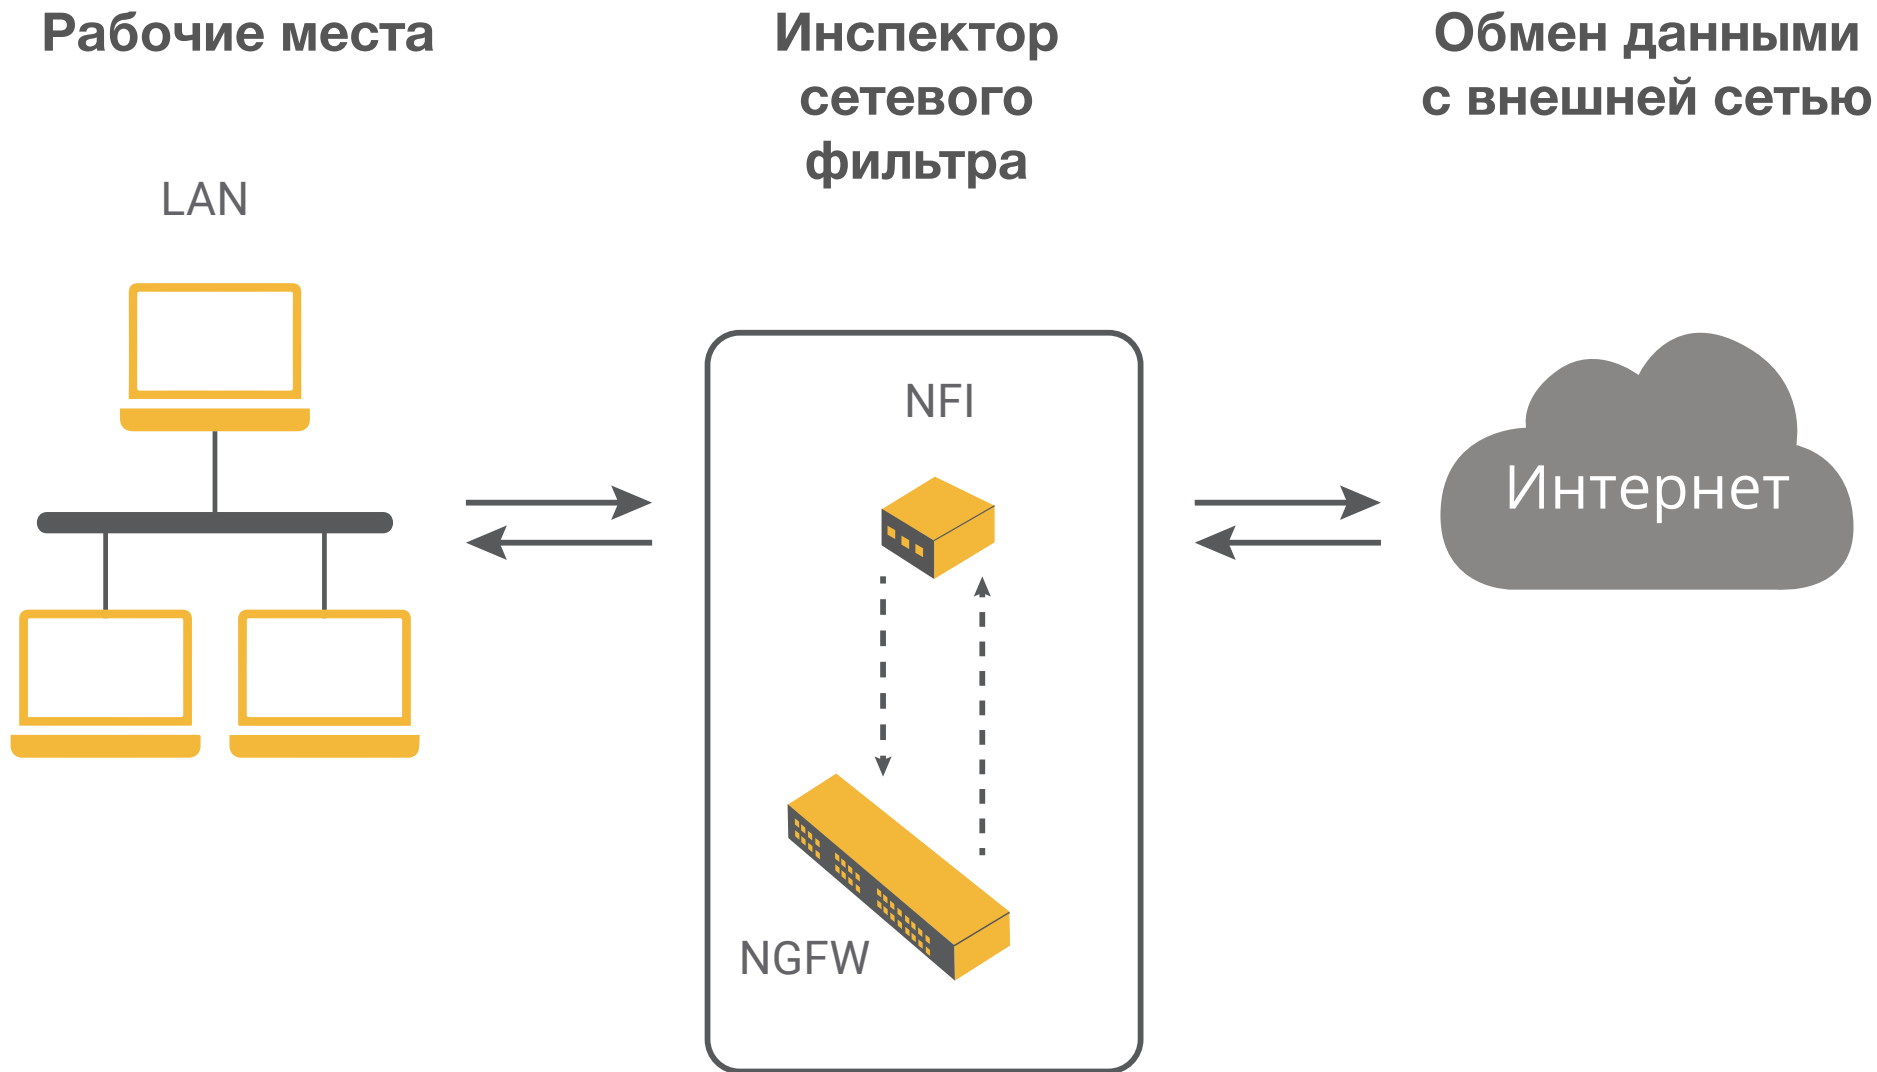 Рабочие места
Инспектор
сетевого
фильтра
Обмен данными
с внешней сетью
LAN
NFI
NGFW
Интернет